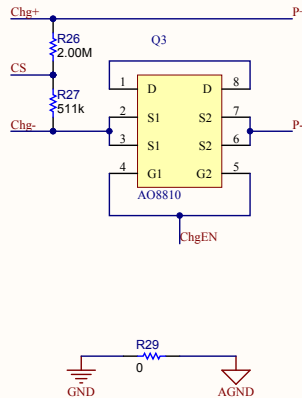 Chg+ P+
R26
2.00M
Q3
CS
R27
511k
1 D D 8
Chg- 2 S1 S2 7 P-
3 S1 S2 6
4 G1 G2 5
AO8810
ChgEN
R29
0
GND AGND